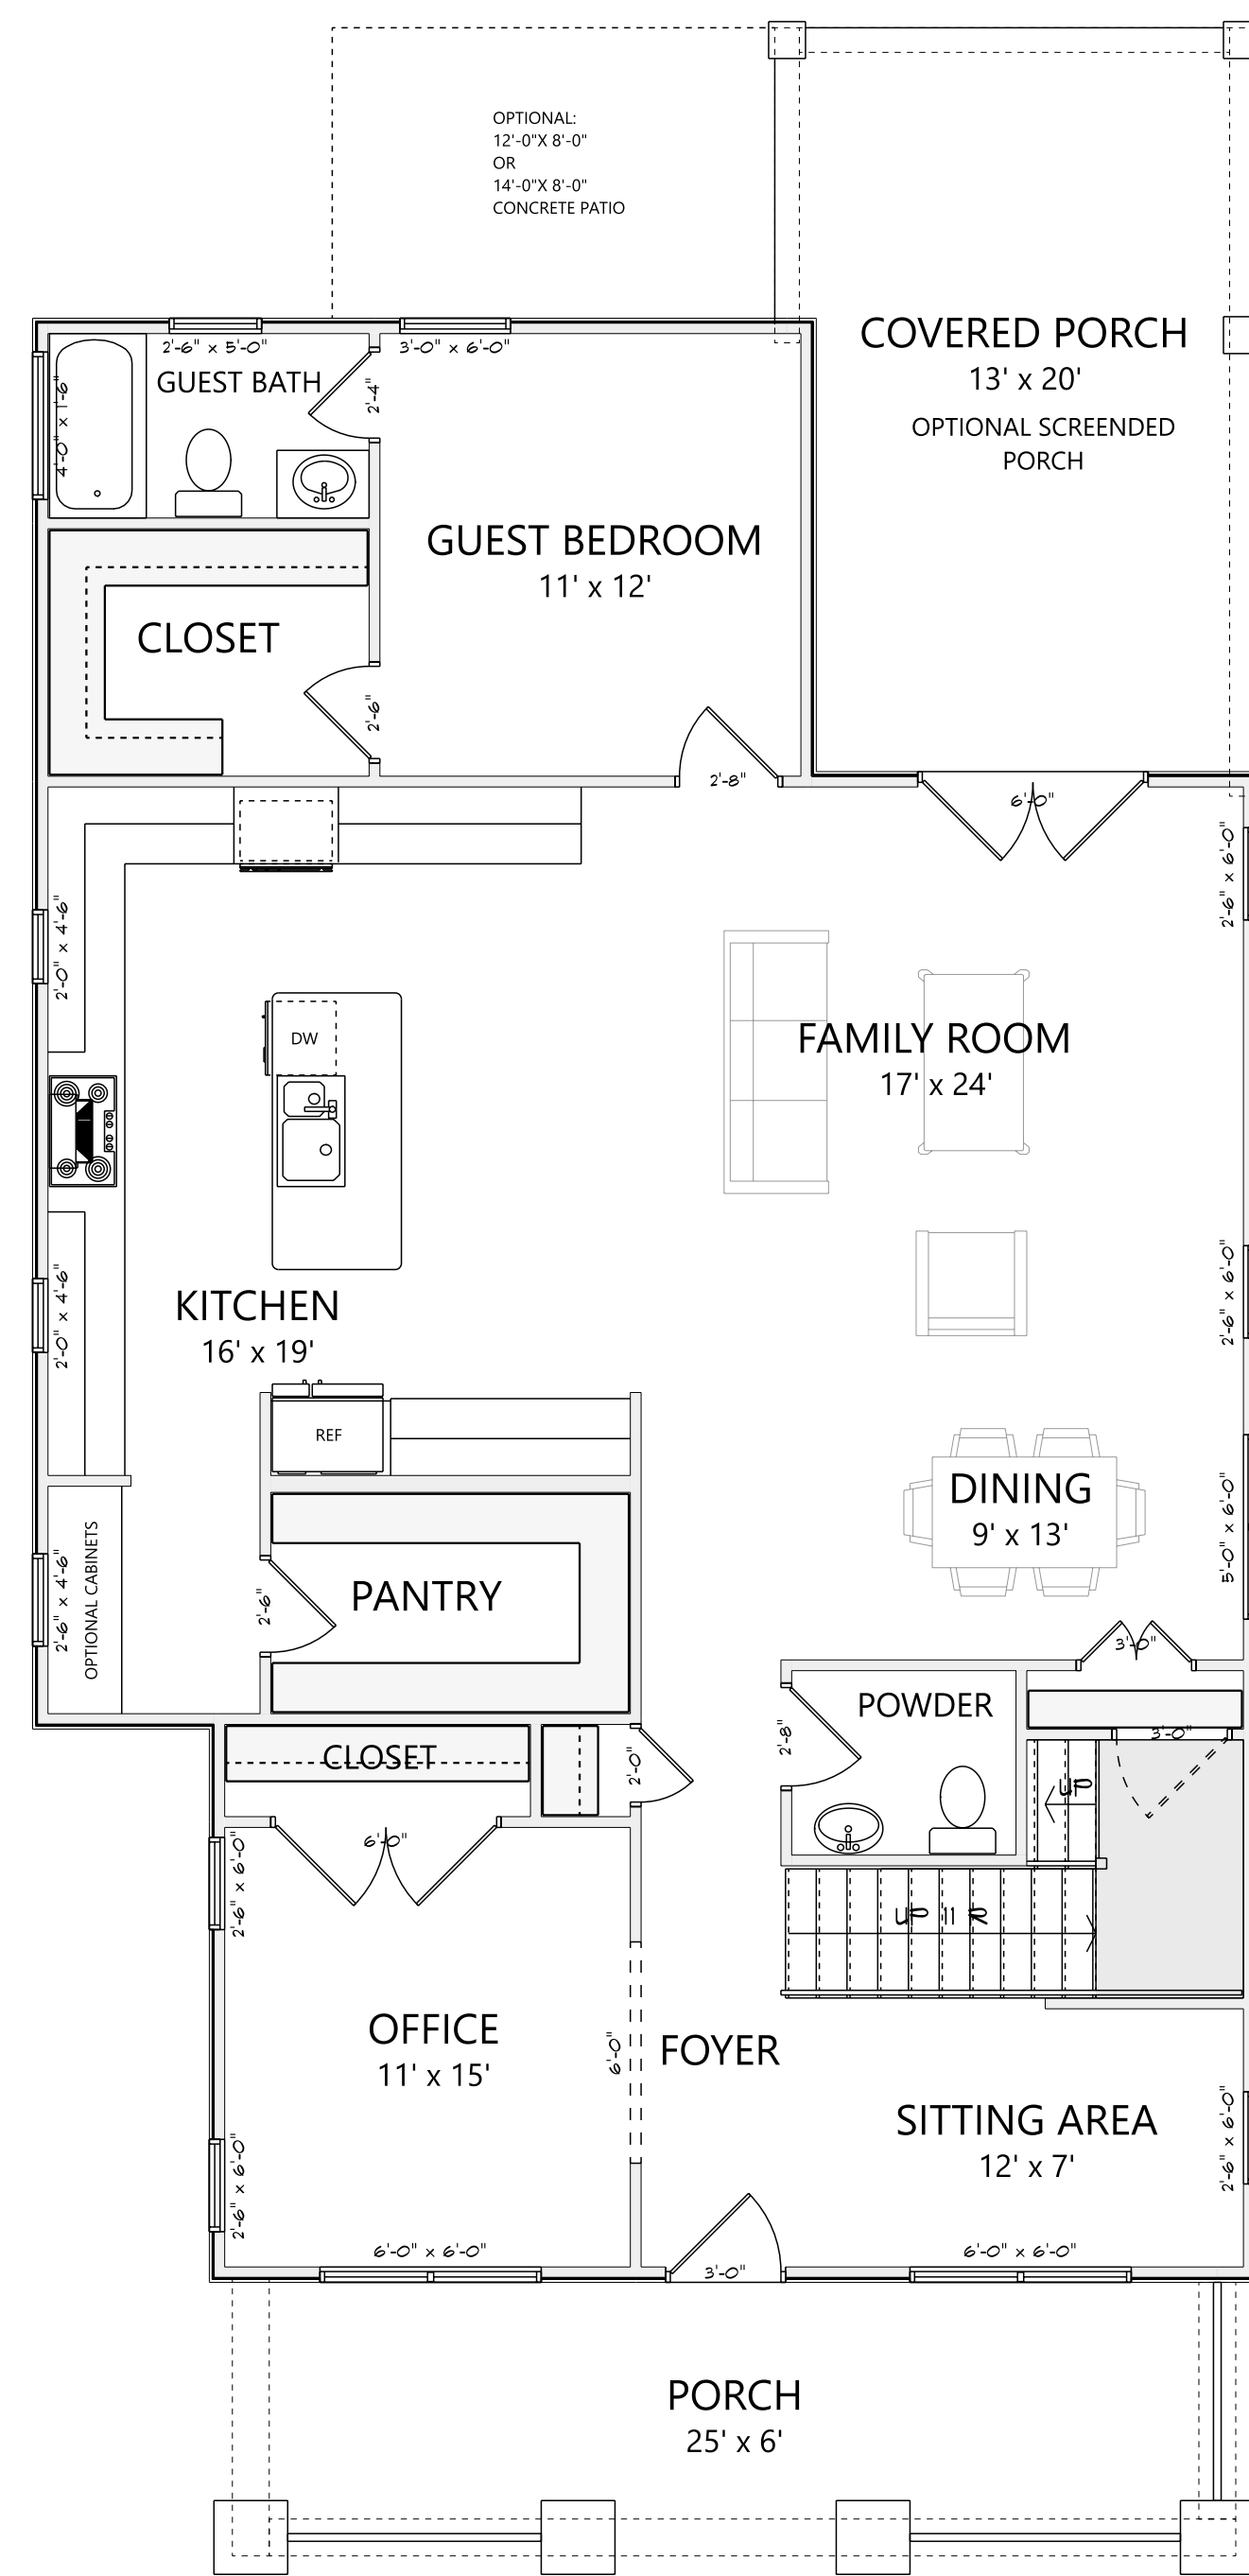 OPTIONAL:
12'-0"X 8'-0"
OR
14'-0"X 8'-0"
CONCRETE PATIO
COVERED PORCH
13' x 20'
OPTIONAL SCREENDED
PORCH
2'-6" x 5'-0"
3'-0" x 6'-0"
GUEST BATH
2'-4"
4'-0" x 1'-6"
GUEST BEDROOM
11' x 12'
CLOSET
2'-6"
2'-8"
6'-0"
2'-6" x 6'-0"
2'-0" x 4'-6"
DW
FAMILY ROOM
17' x 24'
2'-0" x 4'-6"
KITCHEN
16' x 19'
2'-6" x 6'-0"
REF
DINING
9' x 13'
5'-0" x 6'-0"
2'-6" x 4'-6"
OPTIONAL CABINETS
2'-6"
PANTRY
3'-0"
POWDER
2'-8"
3'-0"
CLOSET
2'-0"
UP
6'-0"
2'-6" x 6'-0"
UP 11 R
OFFICE
11' x 15'
6'-0"
FOYER
SITTING AREA
12' x 7'
2'-6" x 6'-0"
2'-6" x 6'-0"
6'-0" x 6'-0"
3'-0"
6'-0" x 6'-0"
PORCH
25' x 6'